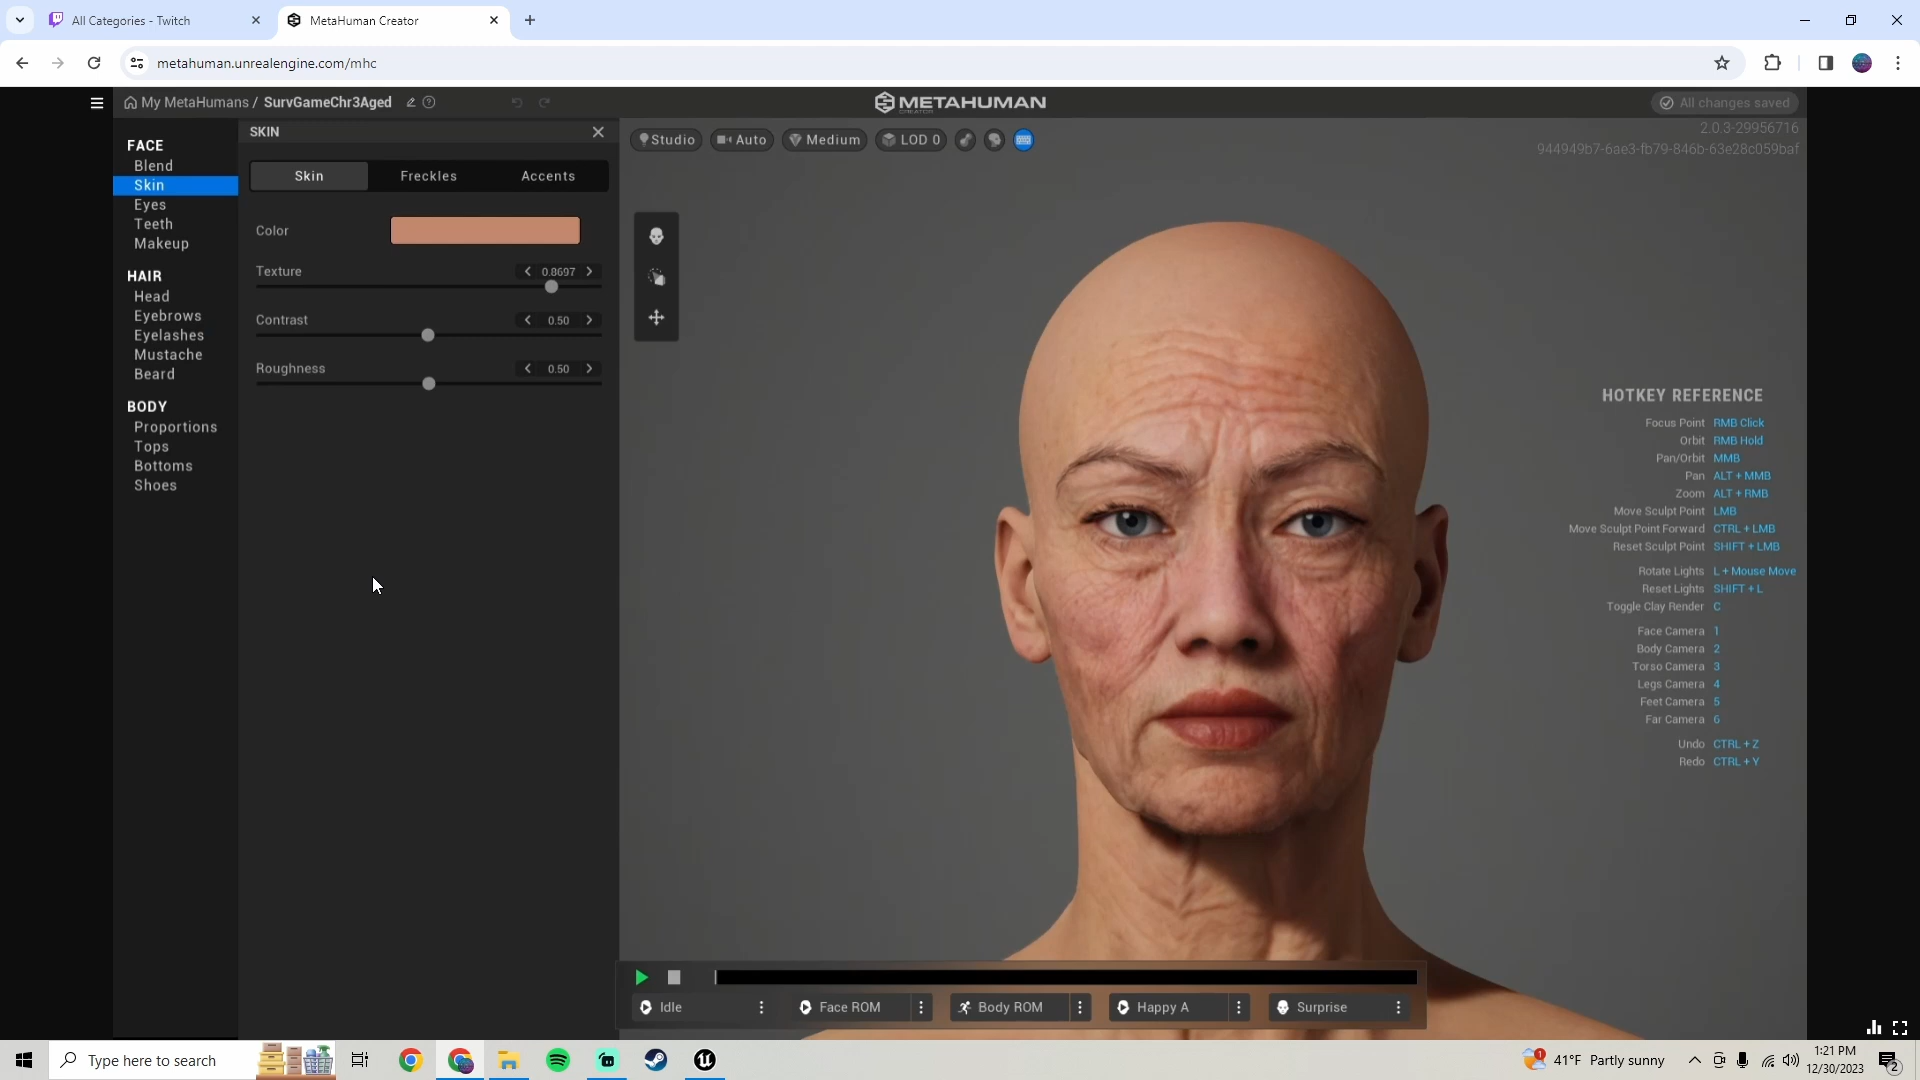 All Categories - Twitch
MetaHuman Creator
metahuman.unrealengine.com/mhc
My MetaHumans / SurvGameChr3Aged
METAHUMAN
CREATOR
All changes saved
2.0.3-29956716
944949b7-6ae3-fb79-846b-63e28c059baf
FACE
Blend
Skin
Eyes
Teeth
Makeup
HAIR
Head
Eyebrows
Eyelashes
Mustache
Beard
BODY
Proportions
Tops
Bottoms
Shoes
SKIN
Skin
Freckles
Accents
Color
Texture
0.8697
Contrast
0.50
Roughness
0.50
Studio
Auto
Medium
LOD 0
HOTKEY REFERENCE
Focus Point RMB Click
Orbit RMB Hold
Pan/Orbit MMB
Pan ALT + MMB
Zoom ALT + RMB
Move Sculpt Point LMB
Move Sculpt Point Forward CTRL + LMB
Reset Sculpt Point SHIFT + LMB
Rotate Lights L + Mouse Move
Reset Lights SHIFT + L
Toggle Clay Render C
Face Camera 1
Body Camera 2
Torso Camera 3
Legs Camera 4
Feet Camera 5
Far Camera 6
Undo CTRL + Z
Redo CTRL + Y
Idle
Face ROM
Body ROM
Happy A
Surprise
Type here to search
1
41°F Partly sunny
1:21 PM
12/30/2023
2